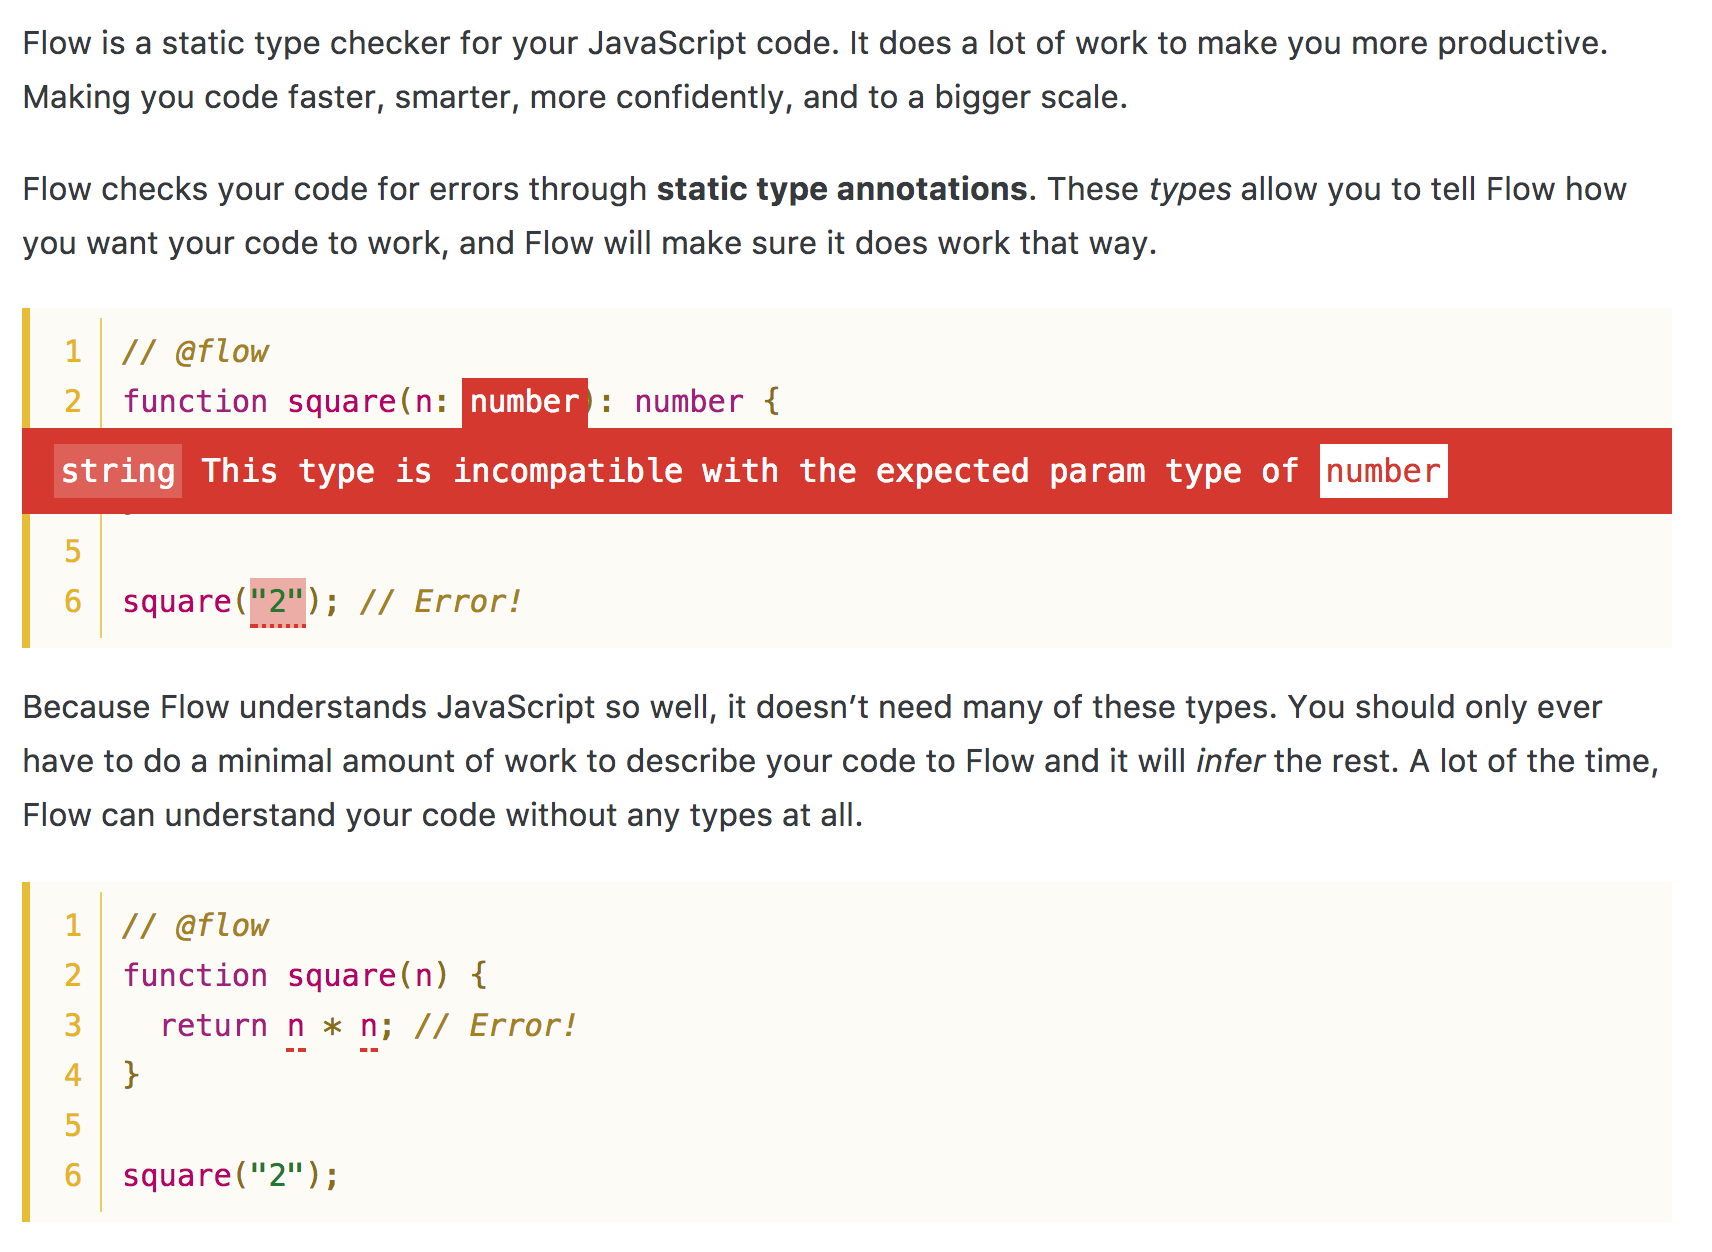 Flow is a static type checker for your JavaScript code. It does a lot of work to make you more productive.
Making you code faster, smarter, more confidently, and to a bigger scale.
Flow checks your code for errors through static type annotations. These types allow you to tell Flow how
you want your code to work, and Flow will make sure it does work that way.
1 // @flow
2 function square(n: number): number {
string This type is incompatible with the expected param type of number
5
6 square("2"); // Error!
Because Flow understands JavaScript so well, it doesn’t need many of these types. You should only ever
have to do a minimal amount of work to describe your code to Flow and it will infer the rest. A lot of the time,
Flow can understand your code without any types at all.
1 // @flow
2 function square(n) {
3   return n * n; // Error!
4 }
5
6 square("2");